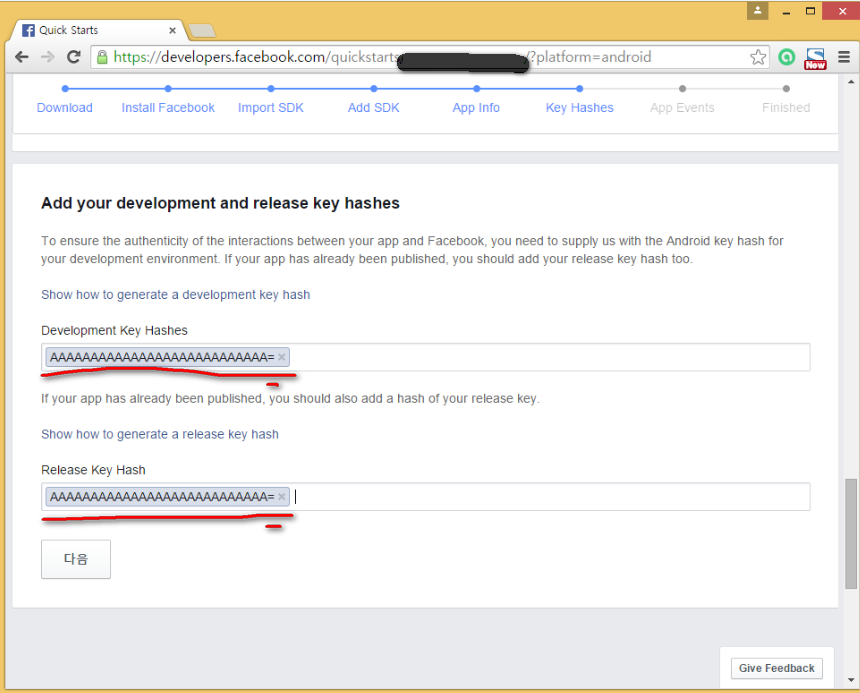 Quick Starts
https://developers.facebook.com/quickstarts
/?platform=android
New
Download Install Facebook Import SDK Add SDK App Info Key Hashes App Events Finished
Add your development and release key hashes
To ensure the authenticity of the interactions between your app and Facebook, you need to supply us with the Android key hash for
your development environment. If your app has already been published, you should add your release key hash too.
Show how to generate a development key hash
Development Key Hashes
AAAAAAAAAAAAAAAAAAAAAAAAAAA=
If your app has already been published, you should also add a hash of your release key.
Show how to generate a release key hash
Release Key Hash
AAAAAAAAAAAAAAAAAAAAAAAAAAA=
다음
Give Feedback